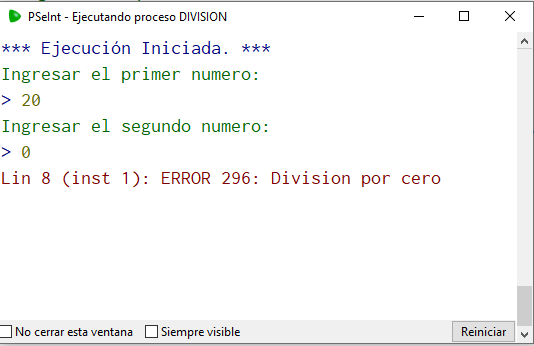 PSeInt - Ejecutando proceso DIVISION
*** Ejecución Iniciada. ***
Ingresar el primer numero:
> 20
Ingresar el segundo numero:
> 0
Lin 8 (inst 1): ERROR 296: Division por cero
No cerrar esta ventana Siempre visible Reiniciar